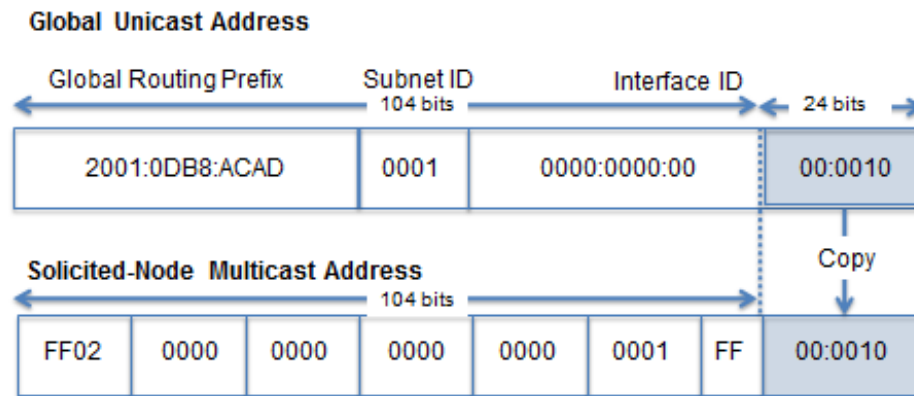 Global Unicast Address
Global Routing Prefix Subnet ID Interface ID
104 bits 24 bits
2001:0DB8:ACAD 0001 0000:0000:00 00:0010
Copy
Solicited-Node Multicast Address
104 bits
FF02 0000 0000 0000 0000 0001 FF 00:0010